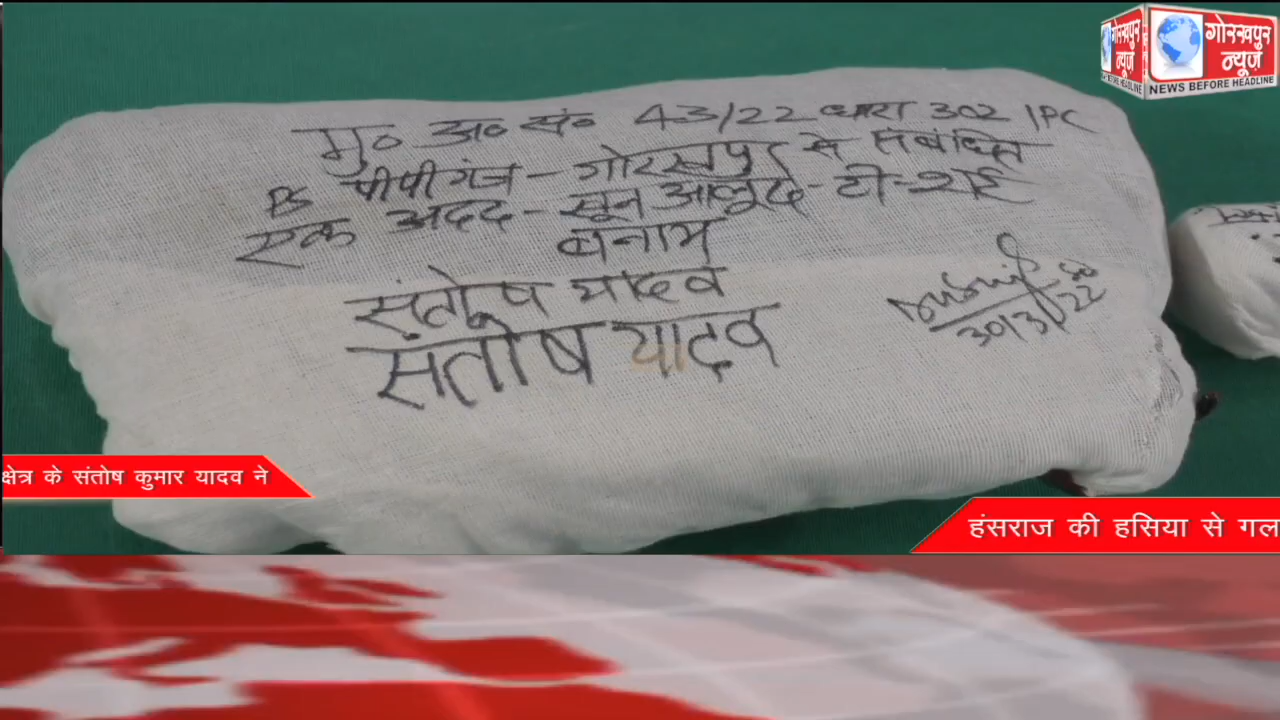 गोरखपुर
न्यूज़
NEWS BEFORE HEADLINE
मु० अ० सं० 43/22 धारा 302 IPC
PS पीपीगंज - गोरखपुर से संबंधित
एक अदद - खून आलूद - टी-शर्ट
बनाम
संतोष यादव
संतोष यादव
30/3/22
क्षेत्र के संतोष कुमार यादव ने
हंसराज की हसिया से गल